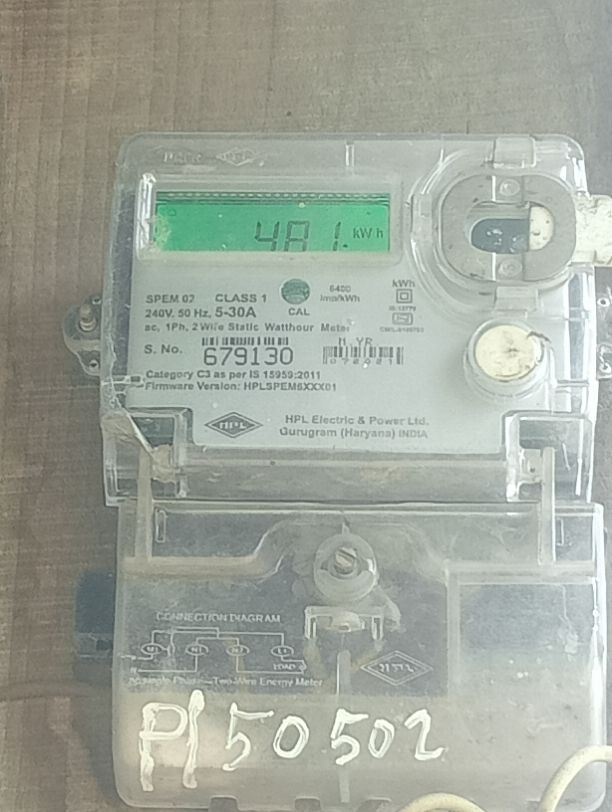 481. kWh
SPEM 02 CLASS 1
6400 imp/kWh
kWh
240V, 50 Hz, 5-30A
CAL
ac, 1Ph, 2 Wire Static Watthour Meter
S. No. 679130
M YR
072021
Category C3 as per IS 15959:2011
Firmware Version: HPLSPEM6XXX01
HPL
HPL Electric & Power Ltd.
Gurugram (Haryana) INDIA
CONNECTION DIAGRAM
LOAD
Single Phase-Two Wire Energy Meter
HPL
P150502